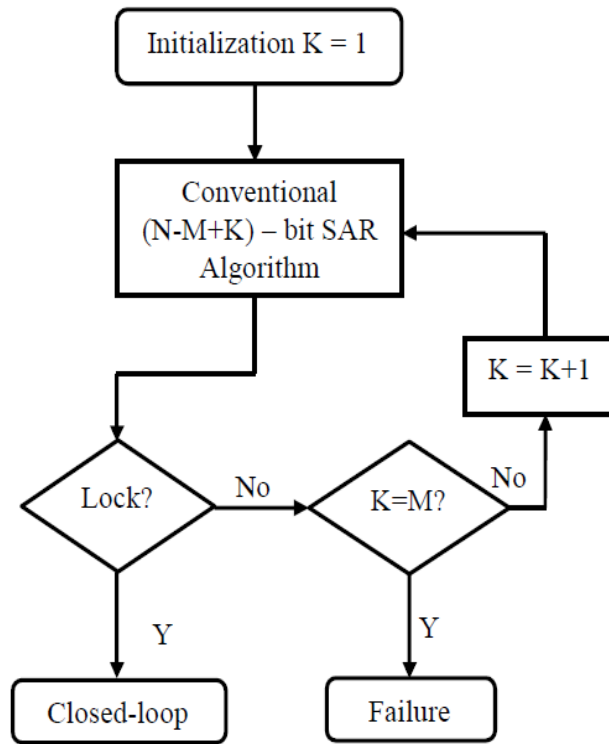 Initialization K = 1
Conventional
(N-M+K) – bit SAR
Algorithm
K = K+1
Lock?
No
K=M?
No
Y
Y
Closed-loop
Failure